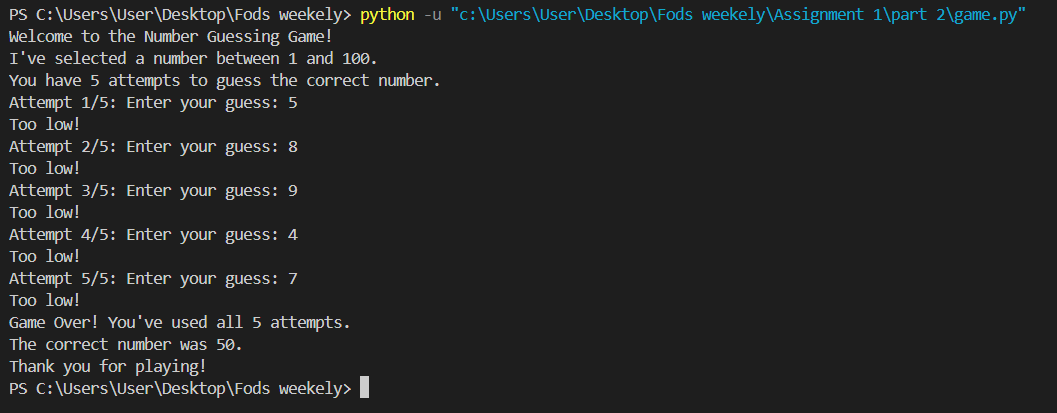 PS C:\Users\User\Desktop\Fods weekely> python -u "c:\Users\User\Desktop\Fods weekely\Assignment 1\part 2\game.py"
Welcome to the Number Guessing Game!
I've selected a number between 1 and 100.
You have 5 attempts to guess the correct number.
Attempt 1/5: Enter your guess: 5
Too low!
Attempt 2/5: Enter your guess: 8
Too low!
Attempt 3/5: Enter your guess: 9
Too low!
Attempt 4/5: Enter your guess: 4
Too low!
Attempt 5/5: Enter your guess: 7
Too low!
Game Over! You've used all 5 attempts.
The correct number was 50.
Thank you for playing!
PS C:\Users\User\Desktop\Fods weekely>